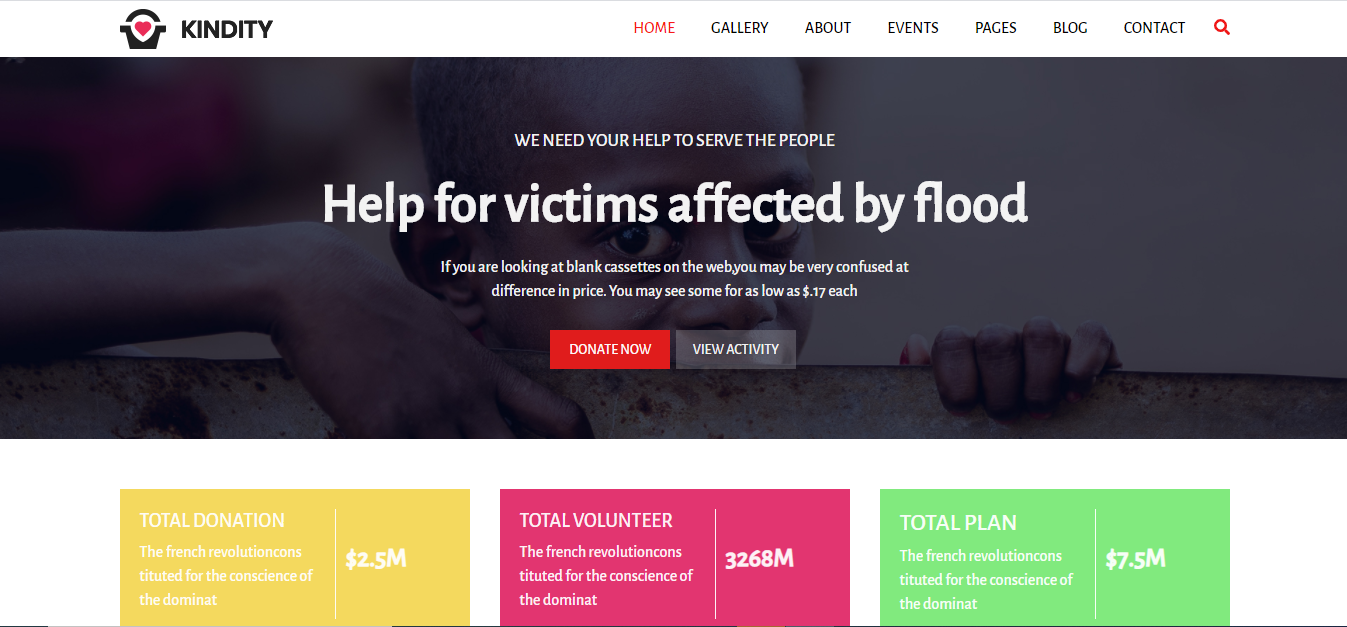 KINDITY
HOME GALLERY ABOUT EVENTS PAGES BLOG CONTACT
WE NEED YOUR HELP TO SERVE THE PEOPLE
Help for victims affected by flood
If you are looking at blank cassettes on the web,you may be very confused at
difference in price. You may see some for as low as $.17 each
DONATE NOW
VIEW ACTIVITY
TOTAL DONATION
The french revolutioncons
tituted for the conscience of
the dominat
$2.5M
TOTAL VOLUNTEER
The french revolutioncons
tituted for the conscience of
the dominat
3268M
TOTAL PLAN
The french revolutioncons
tituted for the conscience of
the dominat
$7.5M